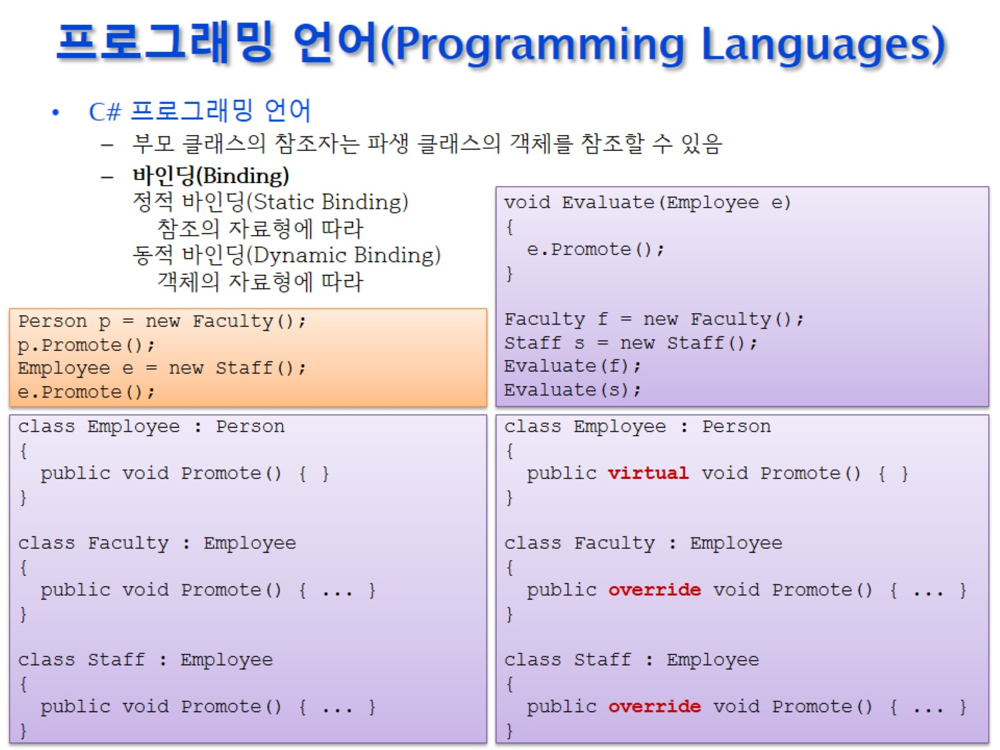 프로그래밍 언어(Programming Languages)
• C# 프로그래밍 언어
– 부모 클래스의 참조자는 파생 클래스의 객체를 참조할 수 있음
– 바인딩(Binding)
정적 바인딩(Static Binding)
참조의 자료형에 따라
동적 바인딩(Dynamic Binding)
객체의 자료형에 따라
void Evaluate(Employee e)
{
  e.Promote();
}

Faculty f = new Faculty();
Staff s = new Staff();
Evaluate(f);
Evaluate(s);
Person p = new Faculty();
p.Promote();
Employee e = new Staff();
e.Promote();
class Employee : Person
{
  public void Promote() { }
}

class Faculty : Employee
{
  public void Promote() { ... }
}

class Staff : Employee
{
  public void Promote() { ... }
}
class Employee : Person
{
  public virtual void Promote() { }
}

class Faculty : Employee
{
  public override void Promote() { ... }
}

class Staff : Employee
{
  public override void Promote() { ... }
}